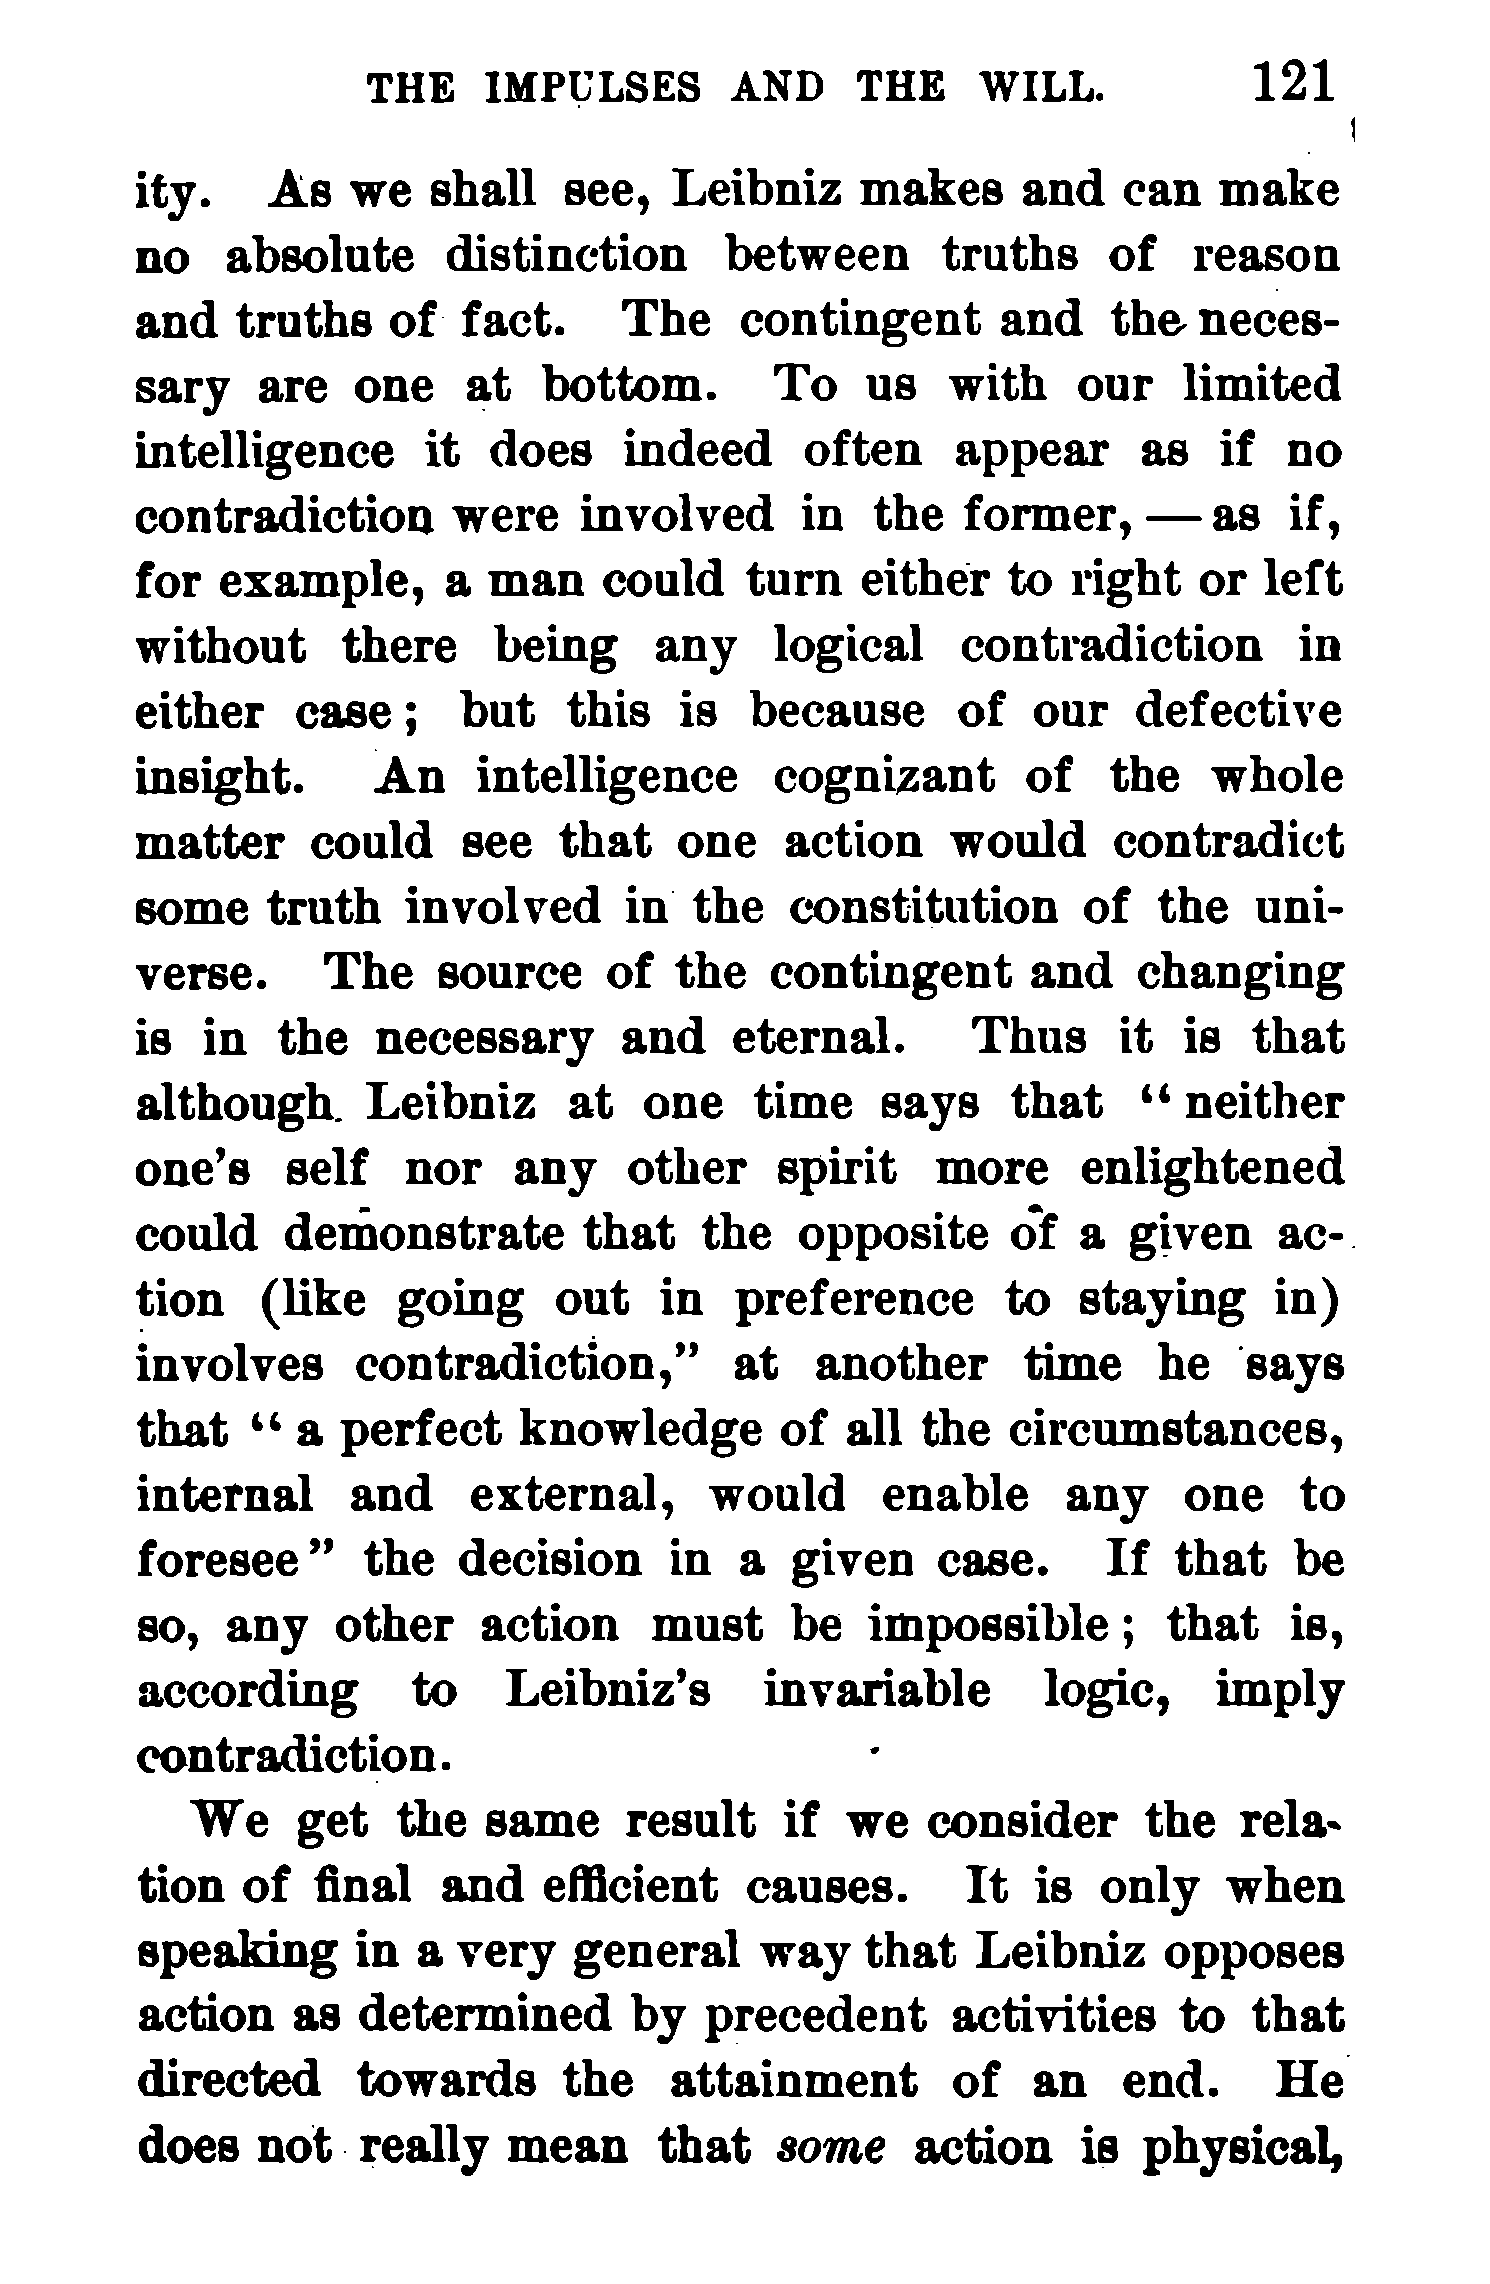 THE IMPULSES AND THE WILL. 121
ity. As we shall see, Leibniz makes and can make
no absolute distinction between truths of reason
and truths of fact. The contingent and the neces-
sary are one at bottom. To us with our limited
intelligence it does indeed often appear as if no
contradiction were involved in the former, — as if,
for example, a man could turn either to right or left
without there being any logical contradiction in
either case; but this is because of our defective
insight. An intelligence cognizant of the whole
matter could see that one action would contradict
some truth involved in the constitution of the uni-
verse. The source of the contingent and changing
is in the necessary and eternal. Thus it is that
although Leibniz at one time says that “neither
one’s self nor any other spirit more enlightened
could demonstrate that the opposite of a given ac-
tion (like going out in preference to staying in)
involves contradiction,” at another time he says
that “a perfect knowledge of all the circumstances,
internal and external, would enable any one to
foresee” the decision in a given case. If that be
so, any other action must be impossible; that is,
according to Leibniz’s invariable logic, imply
contradiction.
We get the same result if we consider the rela-
tion of final and efficient causes. It is only when
speaking in a very general way that Leibniz opposes
action as determined by precedent activities to that
directed towards the attainment of an end. He
does not really mean that some action is physical,